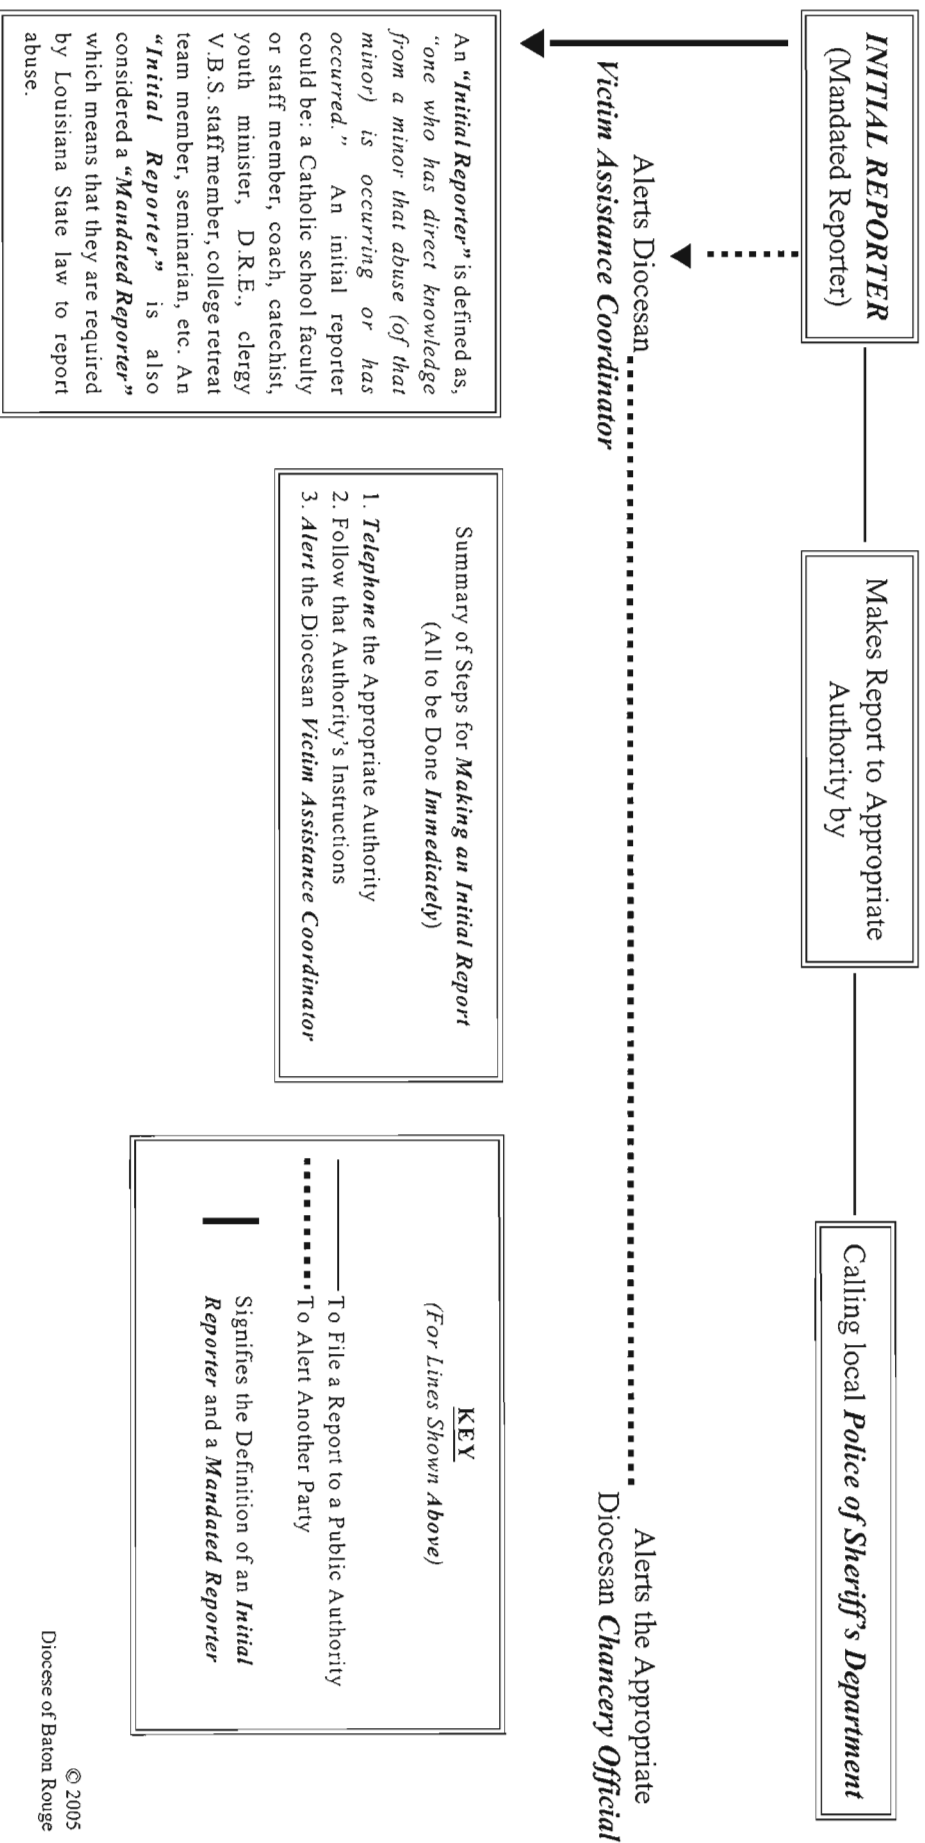 INITIAL REPORTER
(Mandated Reporter)
Makes Report to Appropriate
Authority by
Calling local Police of Sheriff's Department
Alerts Diocesan
Victim Assistance Coordinator
Alerts the Appropriate
Diocesan Chancery Official
An “Initial Reporter” is defined as,
“one who has direct knowledge
from a minor that abuse (of that
minor) is occurring or has
occurred.” An initial reporter
could be: a Catholic school faculty
or staff member, coach, catechist,
youth minister, D.R.E., clergy
V.B.S. staff member, college retreat
team member, seminarian, etc. An
“Initial Reporter” is also
considered a “Mandated Reporter”
which means that they are required
by Louisiana State law to report
abuse.
Summary of Steps for Making an Initial Report
(All to be Done Immediately)
1. Telephone the Appropriate Authority
2. Follow that Authority's Instructions
3. Alert the Diocesan Victim Assistance Coordinator
KEY
(For Lines Shown Above)
To File a Report to a Public Authority
To Alert Another Party
Signifies the Definition of an Initial
Reporter and a Mandated Reporter
© 2005
Diocese of Baton Rouge